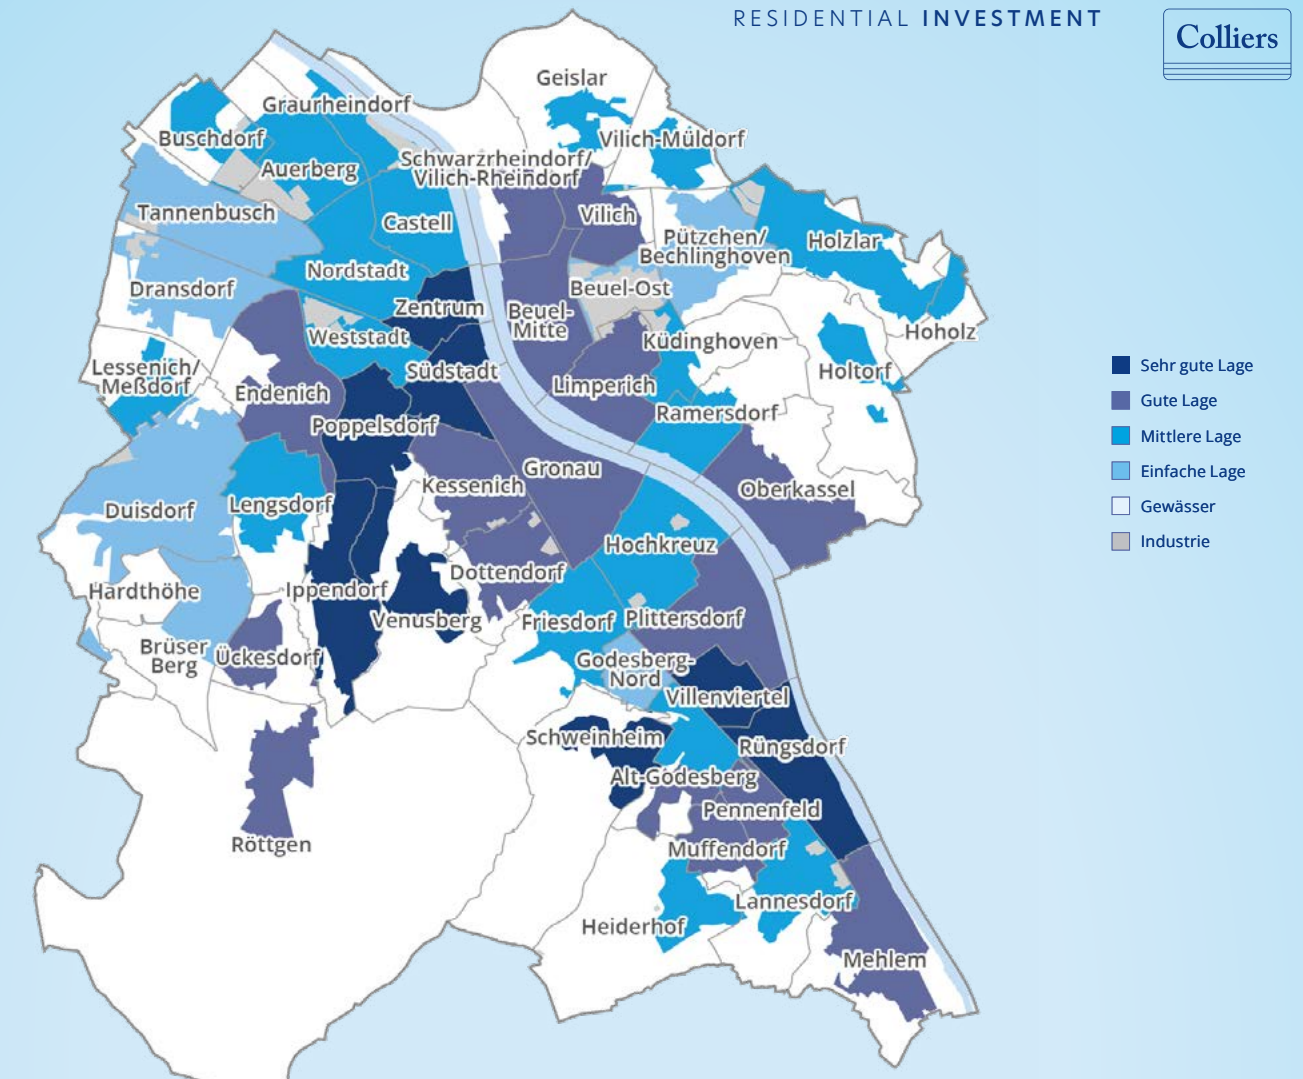 RESIDENTIAL INVESTMENT
Colliers
Geislar
Graurheindorf
Buschdorf
Vilich-Müldorf
Auerberg
Schwarzrheindorf/
Vilich-Rheindorf
Tannenbusch
Castell
Vilich
Pützchen/
Bechlinghoven
Holzlar
Nordstadt
Dransdorf
Beuel-Ost
Zentrum
Beuel-
Mitte
Weststadt
Küdinghoven
Hoholz
Lessenich/
Meßdorf
Südstadt
Holtorf
Endenich
Limperich
Poppelsdorf
Ramersdorf
Gronau
Kessenich
Oberkassel
Duisdorf
Lengsdorf
Hochkreuz
Dottendorf
Hardthöhe
Ippendorf
Venusberg
Friesdorf
Plittersdorf
Brüser
Berg
Ückesdorf
Godesberg-
Nord
Villenviertel
Schweinheim
Rüngsdorf
Alt-Godesberg
Pennenfeld
Röttgen
Muffendorf
Lannesdorf
Heiderhof
Mehlem
Sehr gute Lage
Gute Lage
Mittlere Lage
Einfache Lage
Gewässer
Industrie